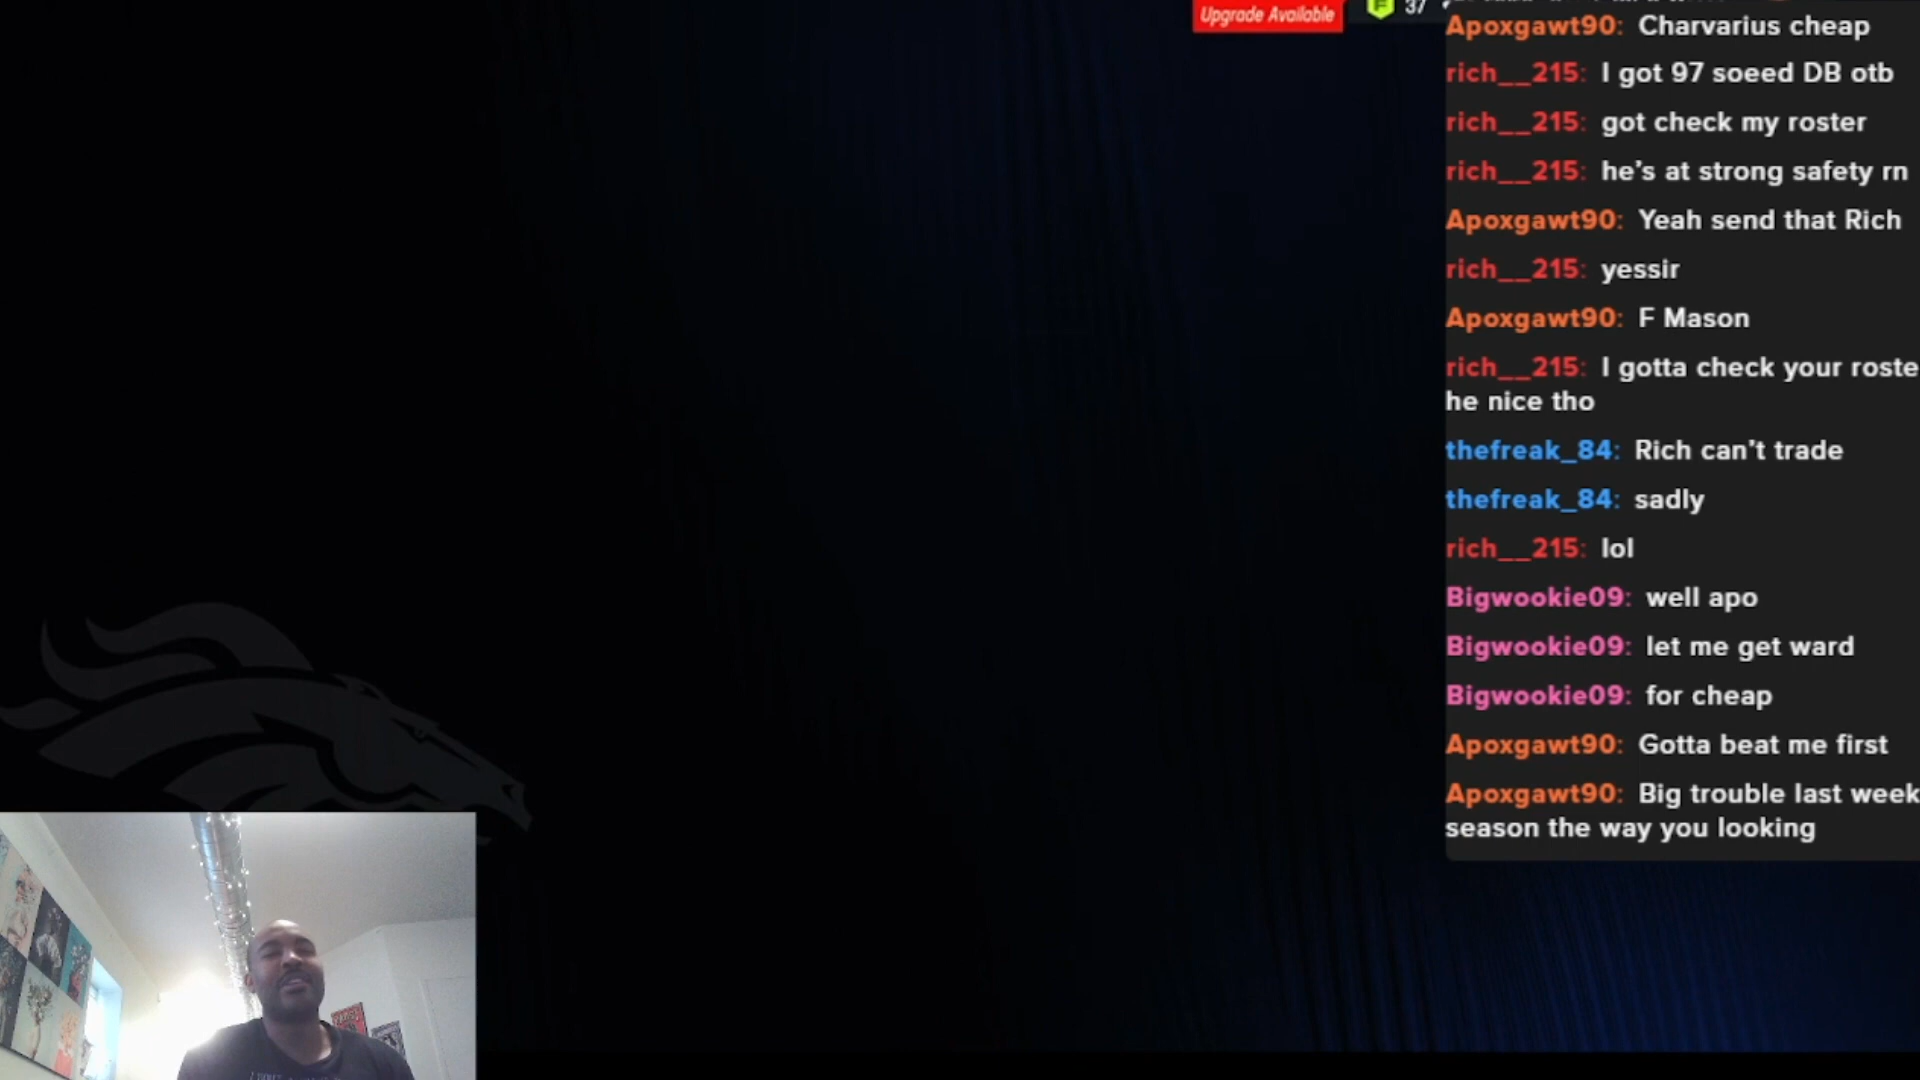 Upgrade Available
37
Apoxgawt90: Charvarius cheap
rich__215: I got 97 soeed DB otb
rich__215: got check my roster
rich__215: he's at strong safety rn
Apoxgawt90: Yeah send that Rich
rich__215: yessir
Apoxgawt90: F Mason
rich__215: I gotta check your roste
he nice tho
thefreak_84: Rich can't trade
thefreak_84: sadly
rich__215: lol
Bigwookie09: well apo
Bigwookie09: let me get ward
Bigwookie09: for cheap
Apoxgawt90: Gotta beat me first
Apoxgawt90: Big trouble last week
season the way you looking